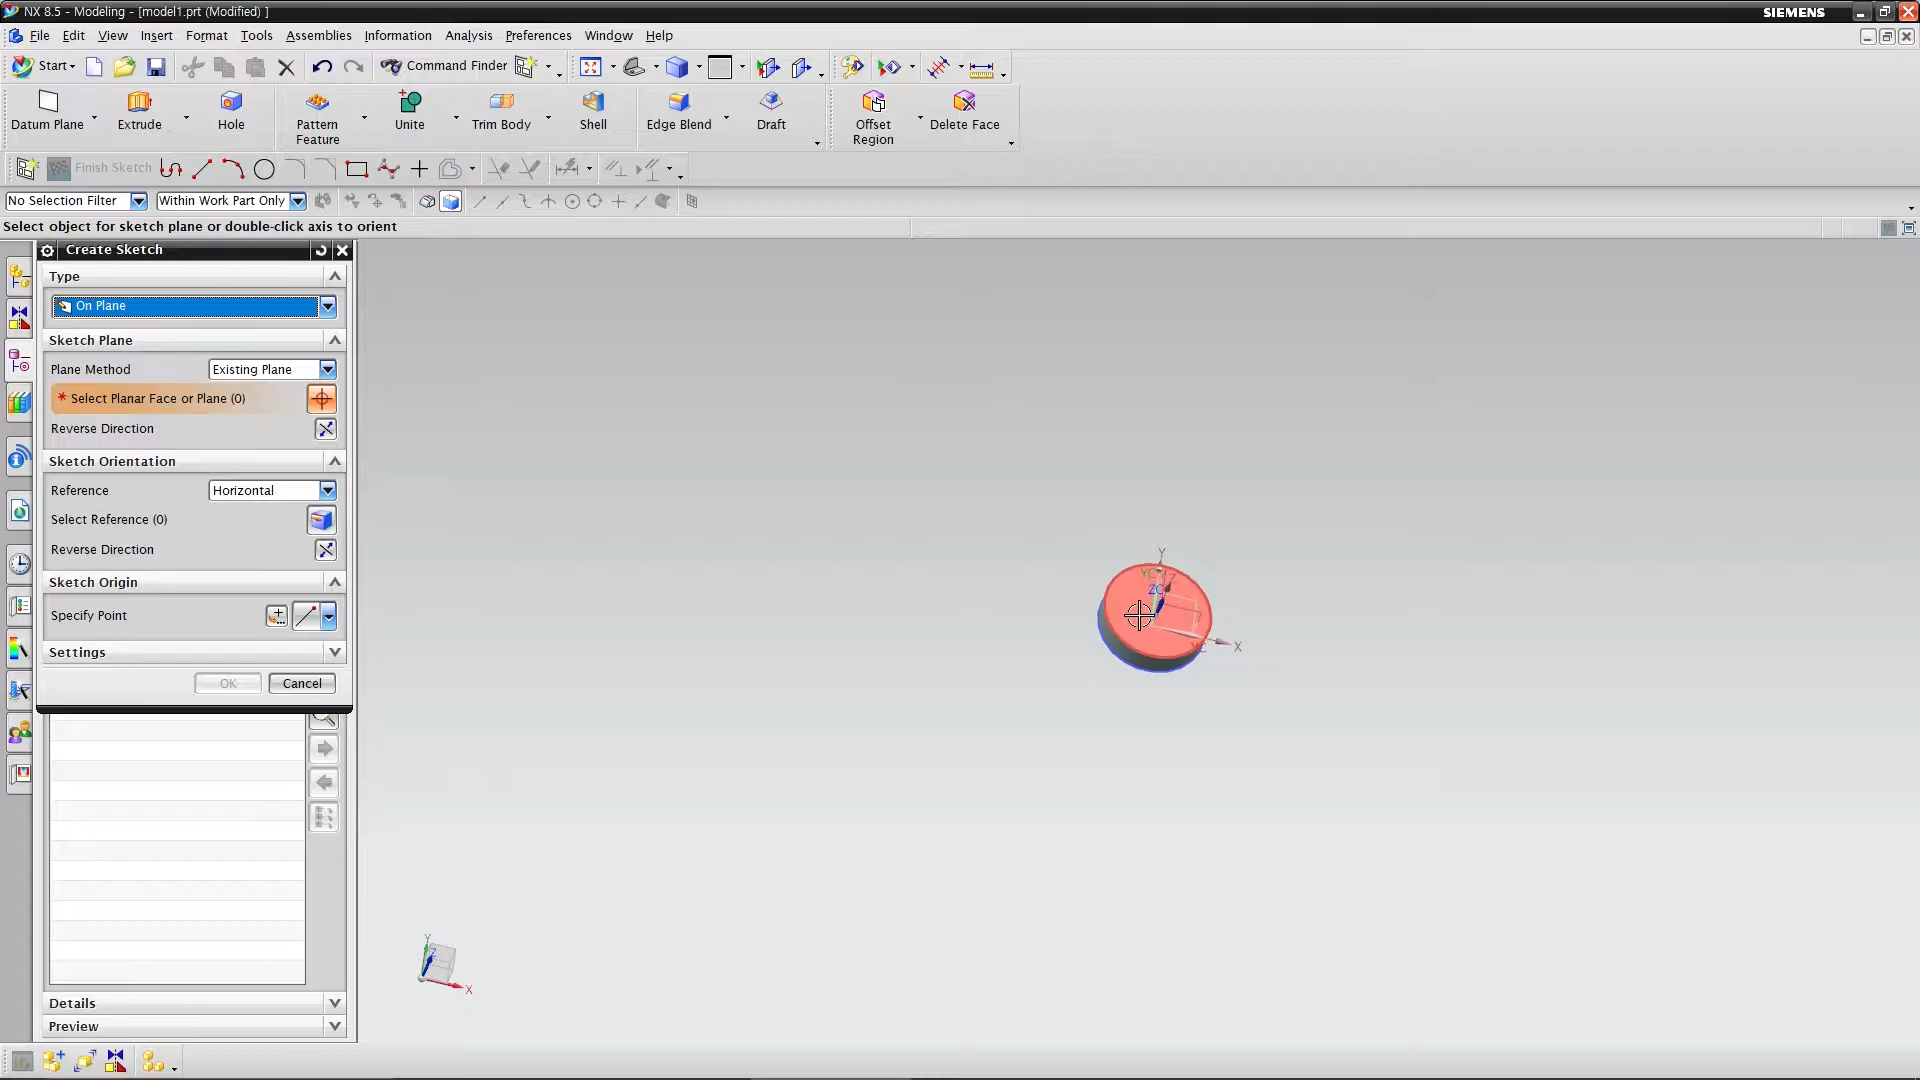 NX 8.5 - Modeling - [model1.prt (Modified) ]
SIEMENS
File Edit View Insert Format Tools Assemblies Information Analysis Preferences Window Help
Start Command Finder
Datum Plane Extrude Hole Pattern Feature Unite Trim Body Shell Edge Blend Draft Offset Region Delete Face
Finish Sketch
No Selection Filter Within Work Part Only
Select object for sketch plane or double-click axis to orient
Create Sketch
Type
On Plane
Sketch Plane
Plane Method Existing Plane
* Select Planar Face or Plane (0)
Reverse Direction
Sketch Orientation
Reference Horizontal
Select Reference (0)
Reverse Direction
Sketch Origin
Specify Point
Settings
OK Cancel
Details
Preview
Y
YC
Z
ZC
XC
X
Y
Z
X